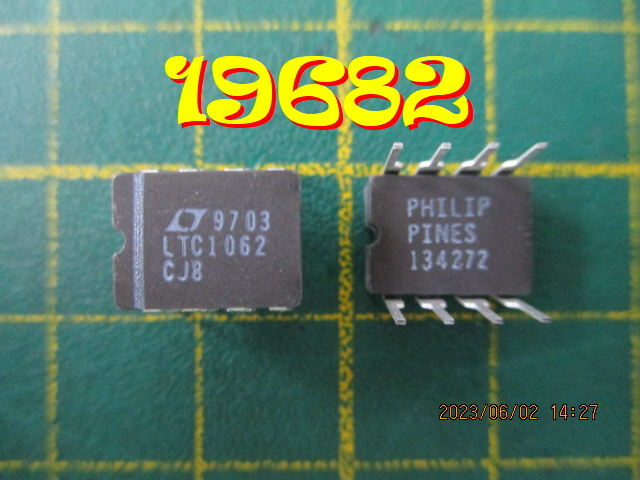 19682
9703
LTC1062
CJ8
PHILIP
PINES
134272
2023/06/02 14:27